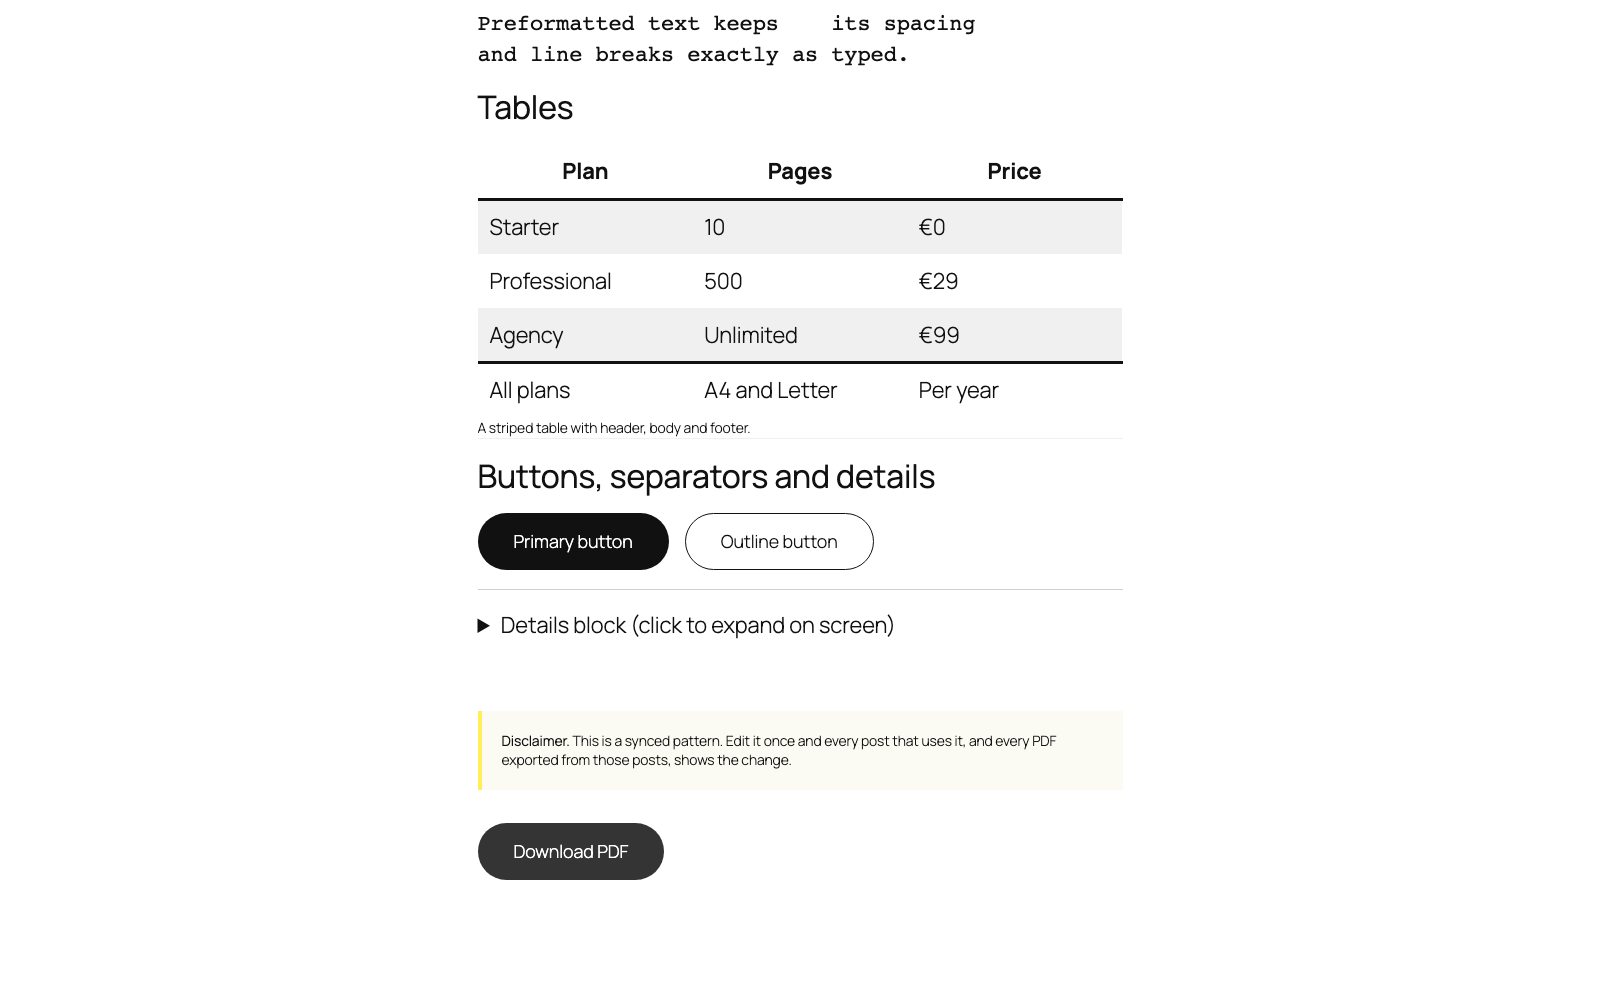 Preformatted text keeps    its spacing
and line breaks exactly as typed.
Tables
Plan Pages Price
Starter 10 €0
Professional 500 €29
Agency Unlimited €99
All plans A4 and Letter Per year
A striped table with header, body and footer.
Buttons, separators and details
Primary button Outline button
Details block (click to expand on screen)
Disclaimer. This is a synced pattern. Edit it once and every post that uses it, and every PDF
exported from those posts, shows the change.
Download PDF